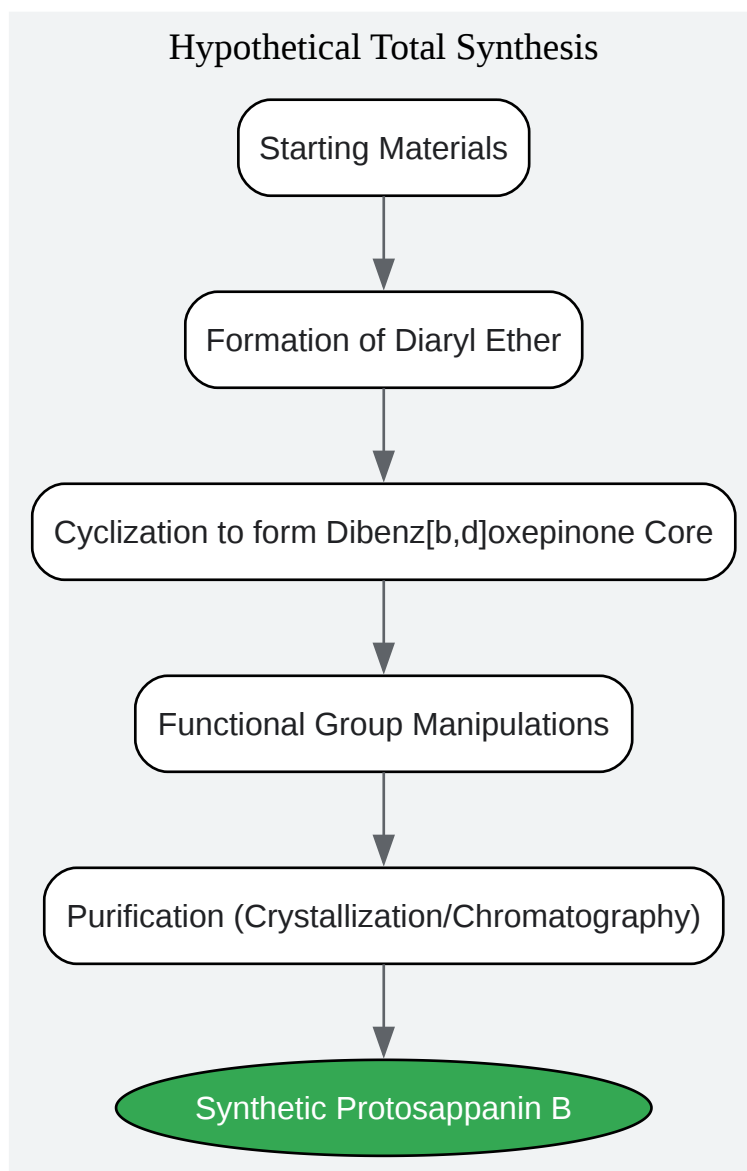 Hypothetical Total Synthesis
Starting Materials
Formation of Diaryl Ether
Cyclization to form Dibenz[b,d]oxepinone Core
Functional Group Manipulations
Purification (Crystallization/Chromatography)
Synthetic Protosappanin B